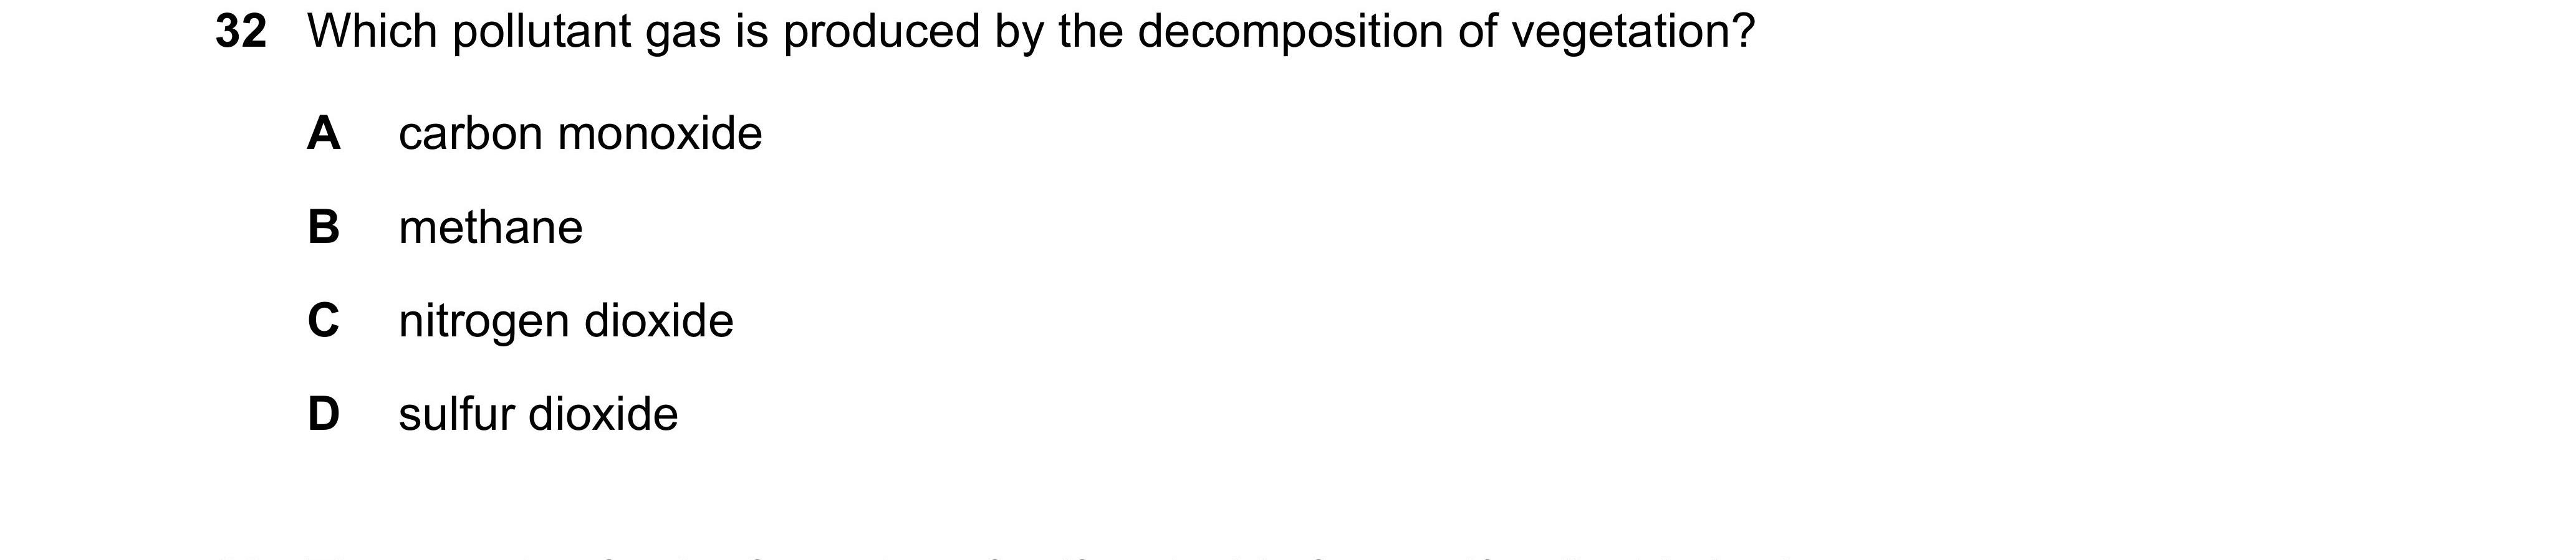 32 Which pollutant gas is produced by the decomposition of vegetation?
A carbon monoxide
B methane
C nitrogen dioxide
D sulfur dioxide